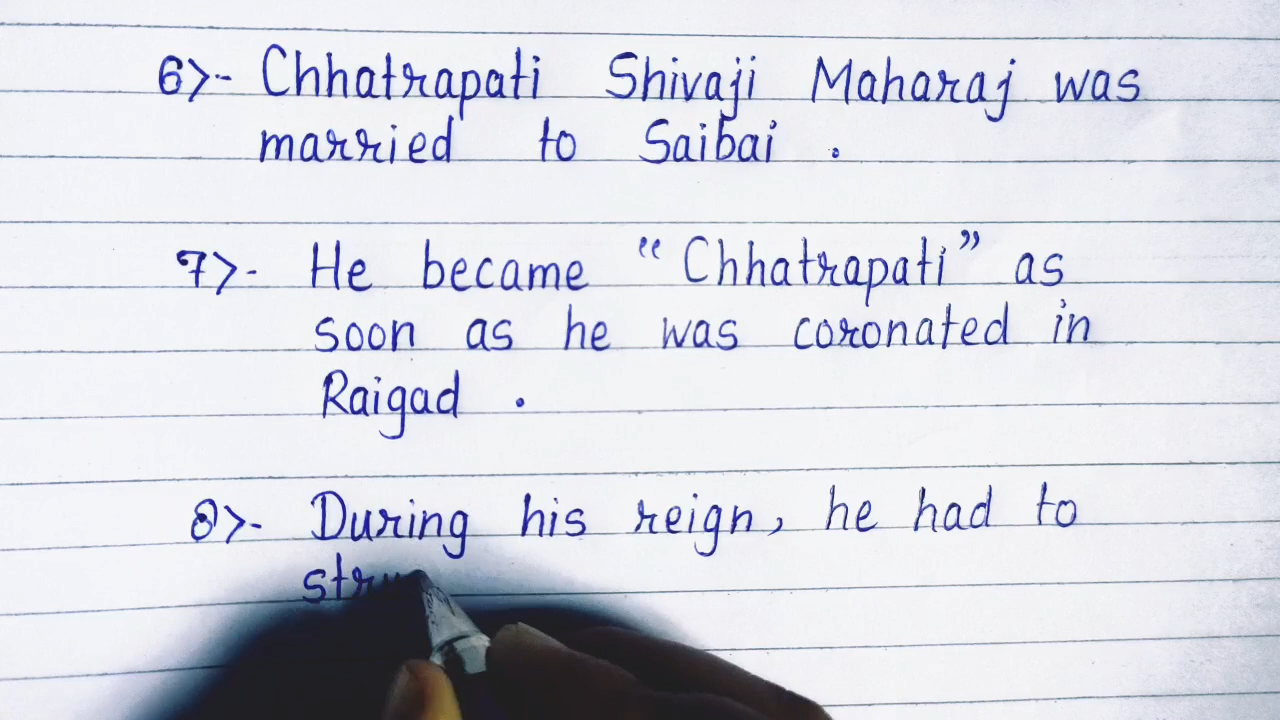 6>- Chhatrapati Shivaji Maharaj was
married to Saibai .
7>- He became "Chhatrapati" as
soon as he was coronated in
Raigad .
8>- During his reign, he had to